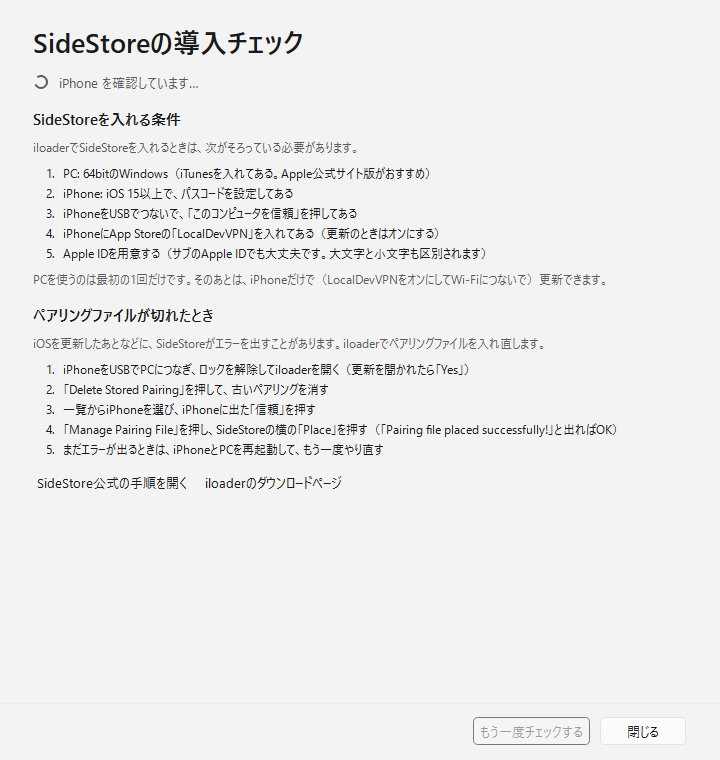 SideStoreの導入チェック
iPhone を確認しています...
SideStoreを入れる条件
iloaderでSideStoreを入れるときは、次がそろっている必要があります。
1. PC: 64bitのWindows（iTunesを入れてある。Apple公式サイト版がおすすめ）
2. iPhone: iOS 15以上で、パスコードを設定してある
3. iPhoneをUSBでつないで、「このコンピュータを信頼」を押してある
4. iPhoneにApp Storeの「LocalDevVPN」を入れてある（更新のときはオンにする）
5. Apple IDを用意する（サブのApple IDでも大丈夫です。大文字と小文字も区別されます）
PCを使うのは最初の1回だけです。そのあとは、iPhoneだけで（LocalDevVPNをオンにしてWi-Fiにつないで）更新できます。
ペアリングファイルが切れたとき
iOSを更新したあとなどに、SideStoreがエラーを出すことがあります。iloaderでペアリングファイルを入れ直します。
1. iPhoneをUSBでPCにつなぎ、ロックを解除してiloaderを開く（更新を聞かれたら「Yes」）
2. 「Delete Stored Pairing」を押して、古いペアリングを消す
3. 一覧からiPhoneを選び、iPhoneに出た「信頼」を押す
4. 「Manage Pairing File」を押し、SideStoreの横の「Place」を押す（「Pairing file placed successfully!」と出ればOK）
5. まだエラーが出るときは、iPhoneとPCを再起動して、もう一度やり直す
SideStore公式の手順を開く iloaderのダウンロードページ
もう一度チェックする 閉じる